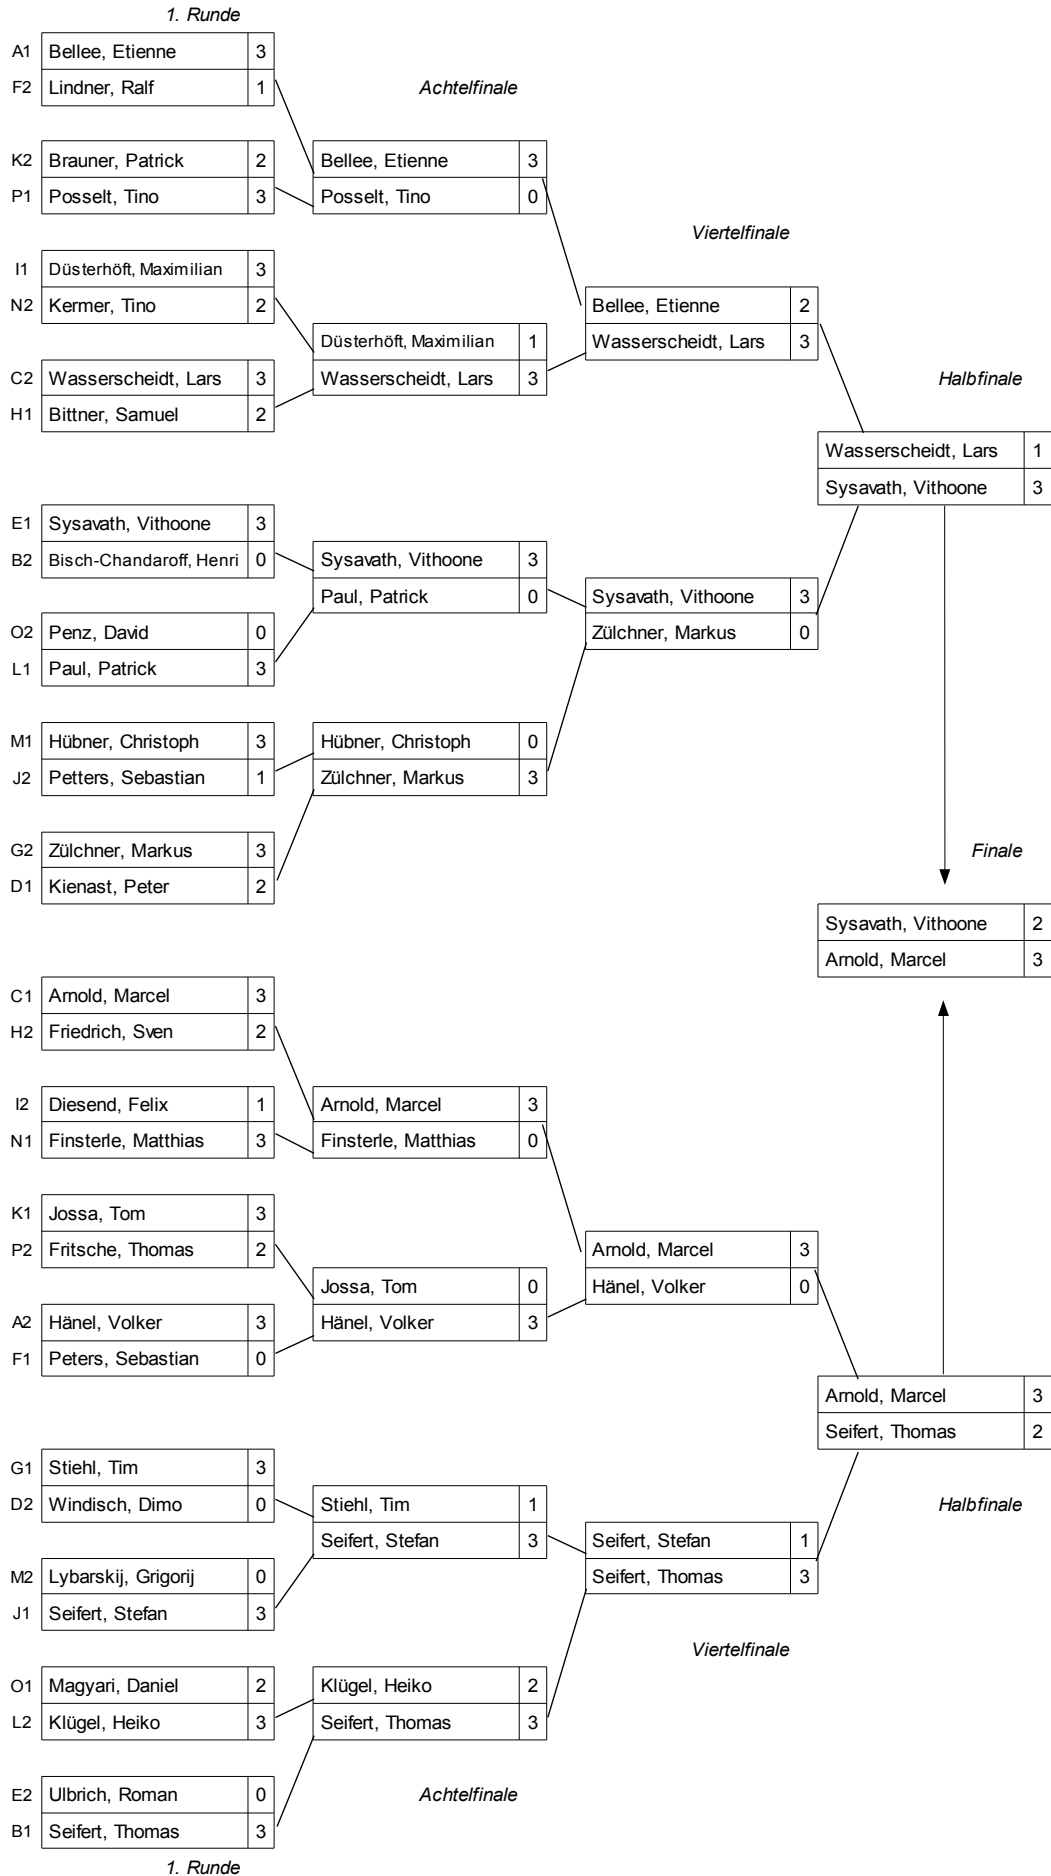 1. Runde
A1 Bellee, Etienne 3
F2 Lindner, Ralf 1
Achtelfinale
K2 Brauner, Patrick 2
Bellee, Etienne 3
P1 Posselt, Tino 3
Posselt, Tino 0
Viertelfinale
I1 Düsterhöft, Maximilian 3
N2 Kermer, Tino 2
Bellee, Etienne 2
Düsterhöft, Maximilian 1
Wasserscheidt, Lars 3
C2 Wasserscheidt, Lars 3
Wasserscheidt, Lars 3
Halbfinale
H1 Bittner, Samuel 2
Wasserscheidt, Lars 1
Sysavath, Vithoone 3
E1 Sysavath, Vithoone 3
B2 Bisch-Chandaroff, Henri 0
Sysavath, Vithoone 3
Paul, Patrick 0
Sysavath, Vithoone 3
O2 Penz, David 0
Zülchner, Markus 0
L1 Paul, Patrick 3
M1 Hübner, Christoph 3
Hübner, Christoph 0
J2 Petters, Sebastian 1
Zülchner, Markus 3
G2 Zülchner, Markus 3
Finale
D1 Kienast, Peter 2
Sysavath, Vithoone 2
Arnold, Marcel 3
C1 Arnold, Marcel 3
H2 Friedrich, Sven 2
I2 Diesend, Felix 1
Arnold, Marcel 3
N1 Finsterle, Matthias 3
Finsterle, Matthias 0
K1 Jossa, Tom 3
P2 Fritsche, Thomas 2
Arnold, Marcel 3
Jossa, Tom 0
Hänel, Volker 0
A2 Hänel, Volker 3
Hänel, Volker 3
F1 Peters, Sebastian 0
Arnold, Marcel 3
Seifert, Thomas 2
G1 Stiehl, Tim 3
D2 Windisch, Dimo 0
Stiehl, Tim 1
Halbfinale
Seifert, Stefan 3
Seifert, Stefan 1
M2 Lybarskij, Grigorij 0
Seifert, Thomas 3
J1 Seifert, Stefan 3
Viertelfinale
O1 Magyari, Daniel 2
Klügel, Heiko 2
L2 Klügel, Heiko 3
Seifert, Thomas 3
E2 Ulbrich, Roman 0
Achtelfinale
B1 Seifert, Thomas 3
1. Runde